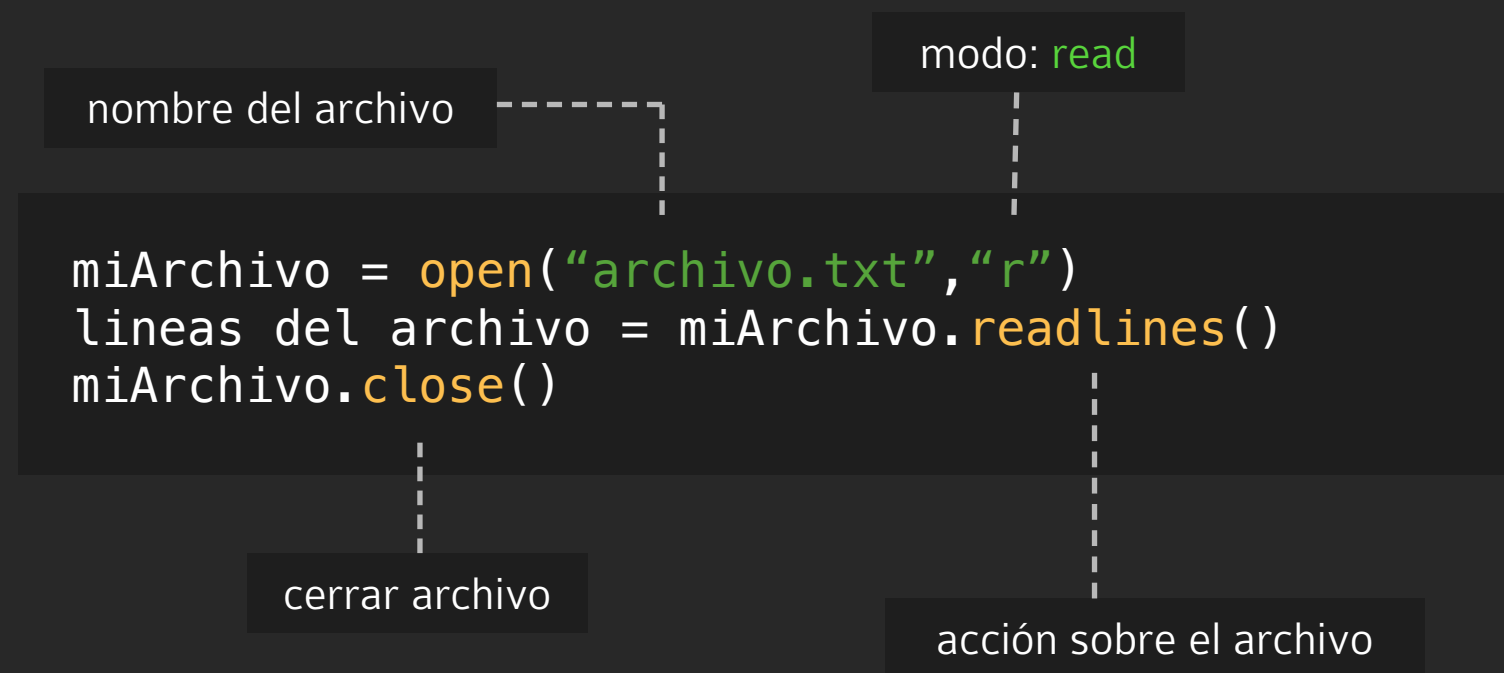 modo: read
nombre del archivo
miArchivo = open(“archivo.txt”,“r”)
lineas del archivo = miArchivo.readlines()
miArchivo.close()
cerrar archivo
acción sobre el archivo